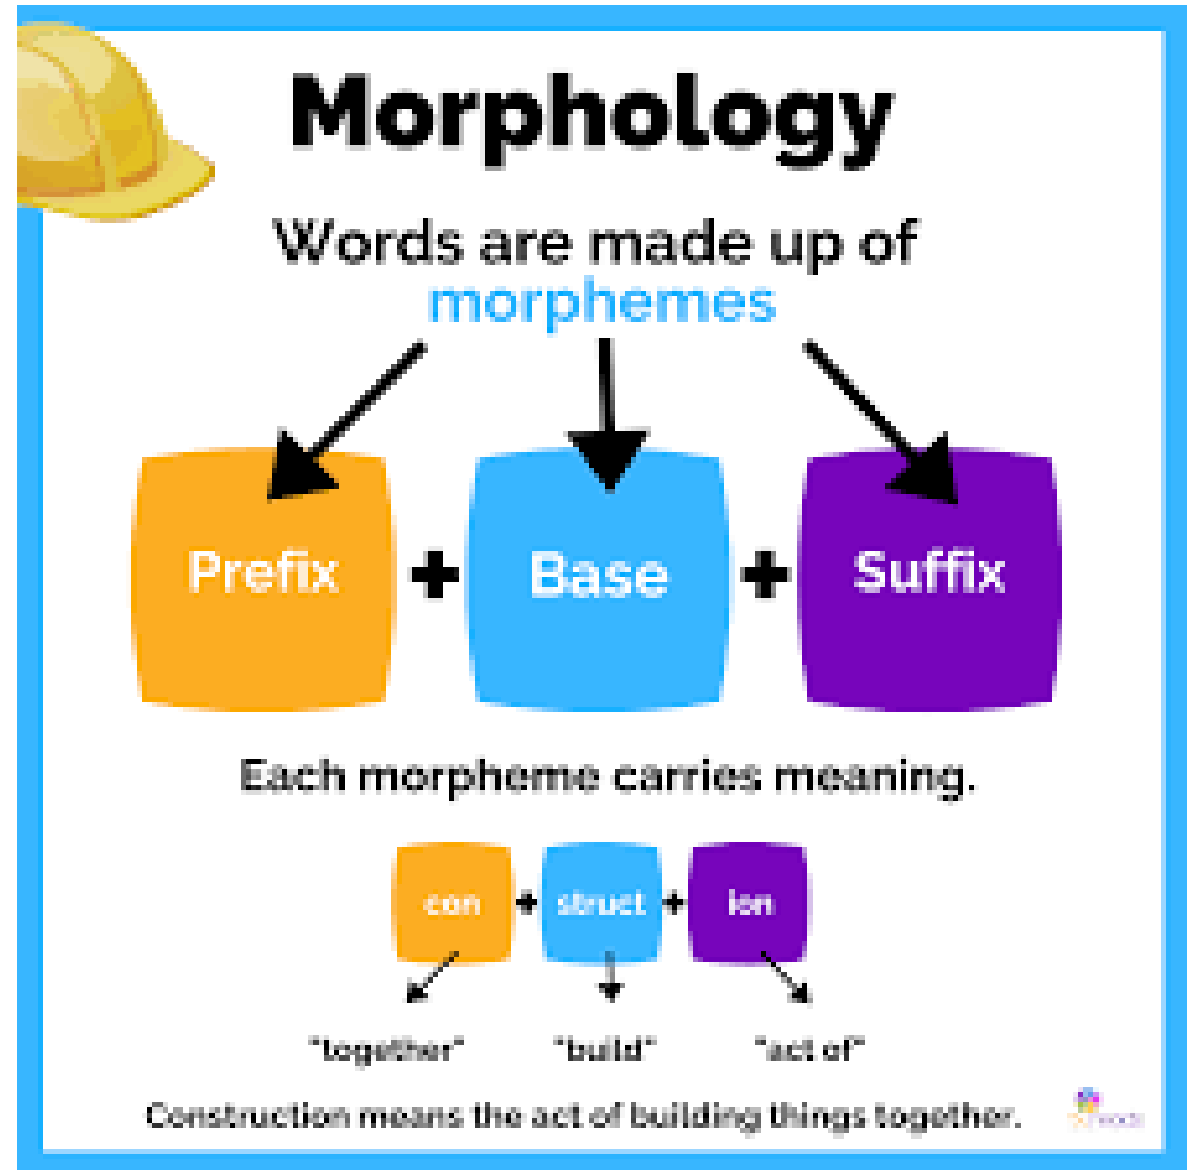 Morphology
Words are made up of
morphemes
Prefix + Base + Suffix
Each morpheme carries meaning.
con + struct + ion
"together" "build" "act of"
Construction means the act of building things together.